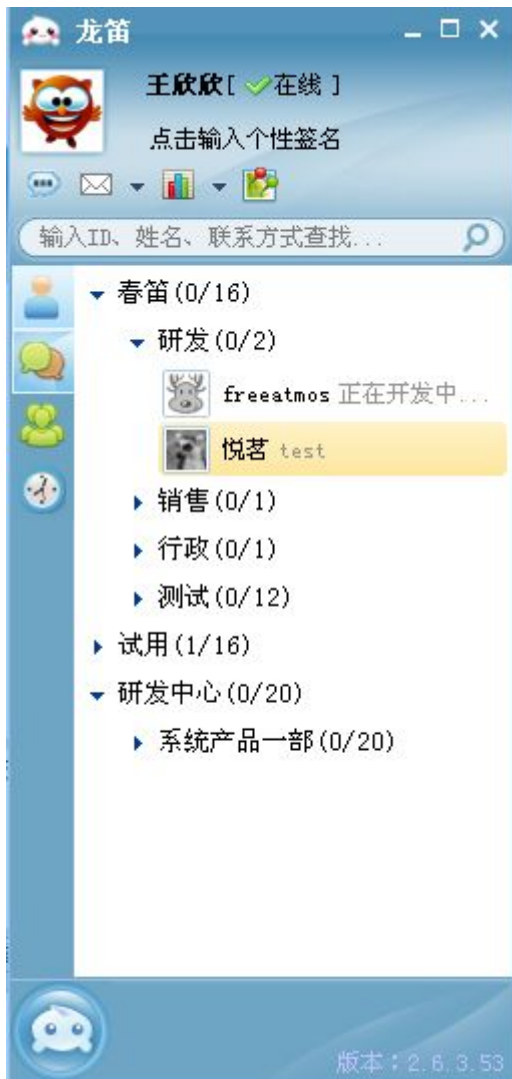 龙笛
王欣欣[ 在线 ]
点击输入个性签名
输入ID、姓名、联系方式查找...
春笛(0/16)
研发(0/2)
freeatmos 正在开发中...
悦茗 test
销售(0/1)
行政(0/1)
测试(0/12)
试用(1/16)
研发中心(0/20)
系统产品一部(0/20)
版本：2.6.3.53